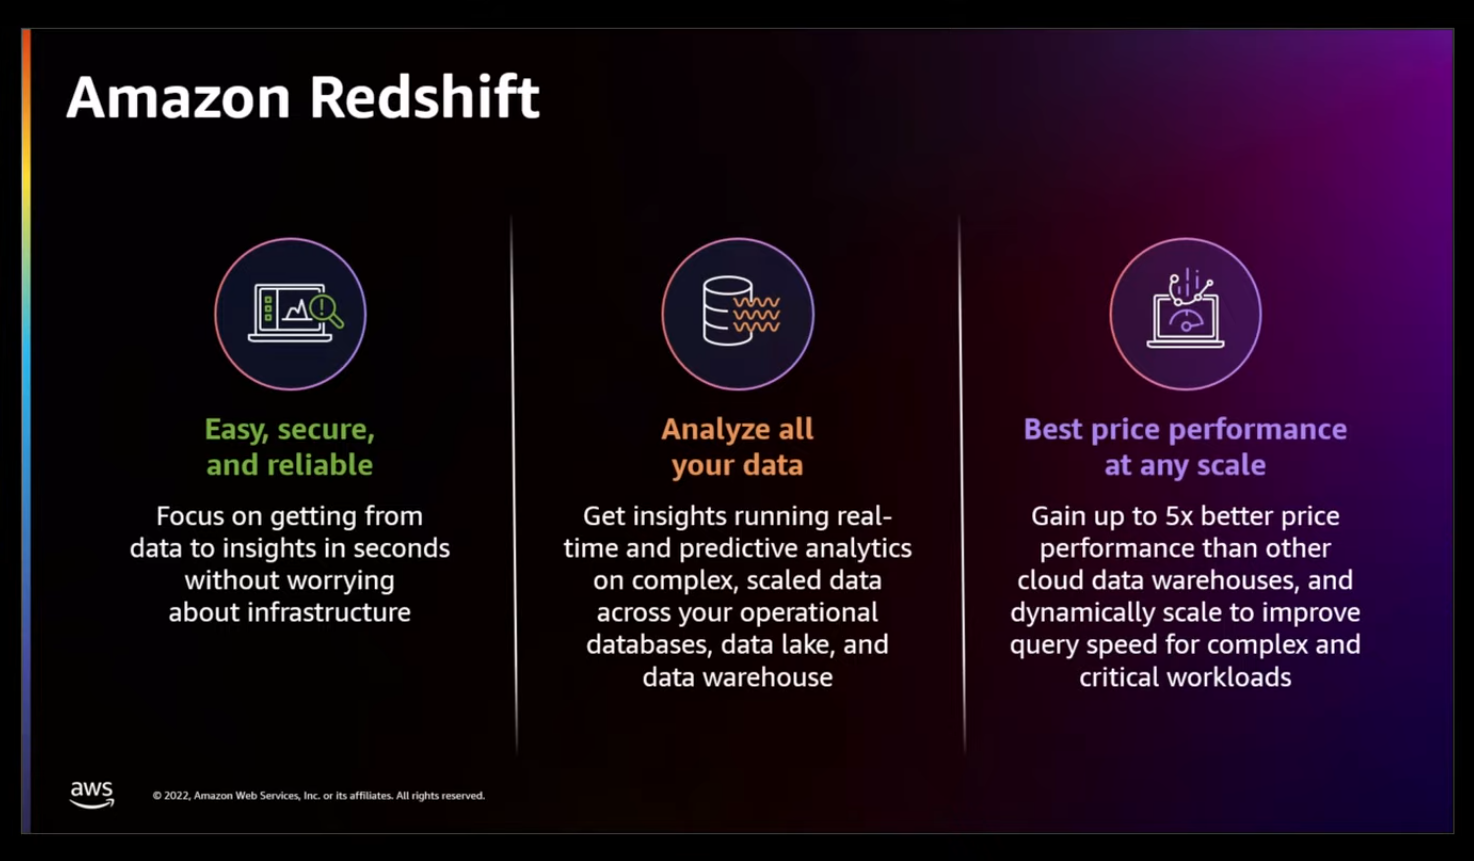 Amazon Redshift
Easy, secure,
and reliable
Focus on getting from
data to insights in seconds
without worrying
about infrastructure
Analyze all
your data
Get insights running real-
time and predictive analytics
on complex, scaled data
across your operational
databases, data lake, and
data warehouse
Best price performance
at any scale
Gain up to 5x better price
performance than other
cloud data warehouses, and
dynamically scale to improve
query speed for complex and
critical workloads
aws
© 2022, Amazon Web Services, Inc. or its affiliates. All rights reserved.